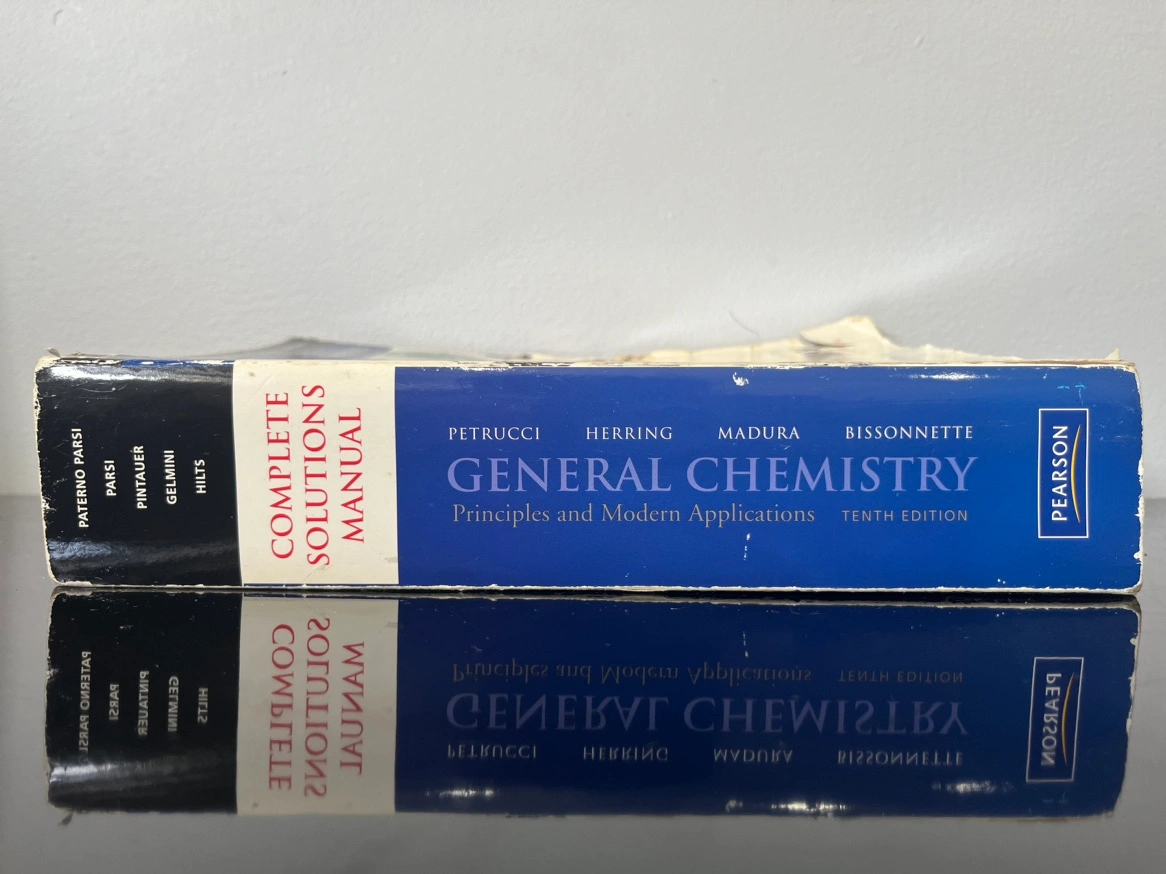 PATERNO PARSI
PARSI
PINTAUER
GELMINI
HILTS
COMPLETE
SOLUTIONS
MANUAL
PETRUCCI HERRING MADURA BISSONNETTE
GENERAL CHEMISTRY
Principles and Modern Applications TENTH EDITION
PEARSON